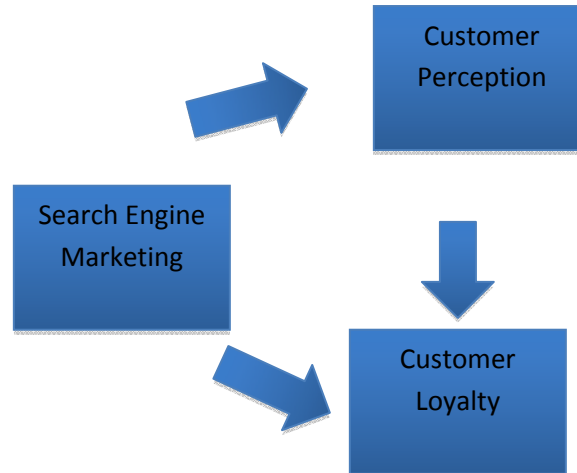 Customer
Perception
Search Engine
Marketing
Customer
Loyalty